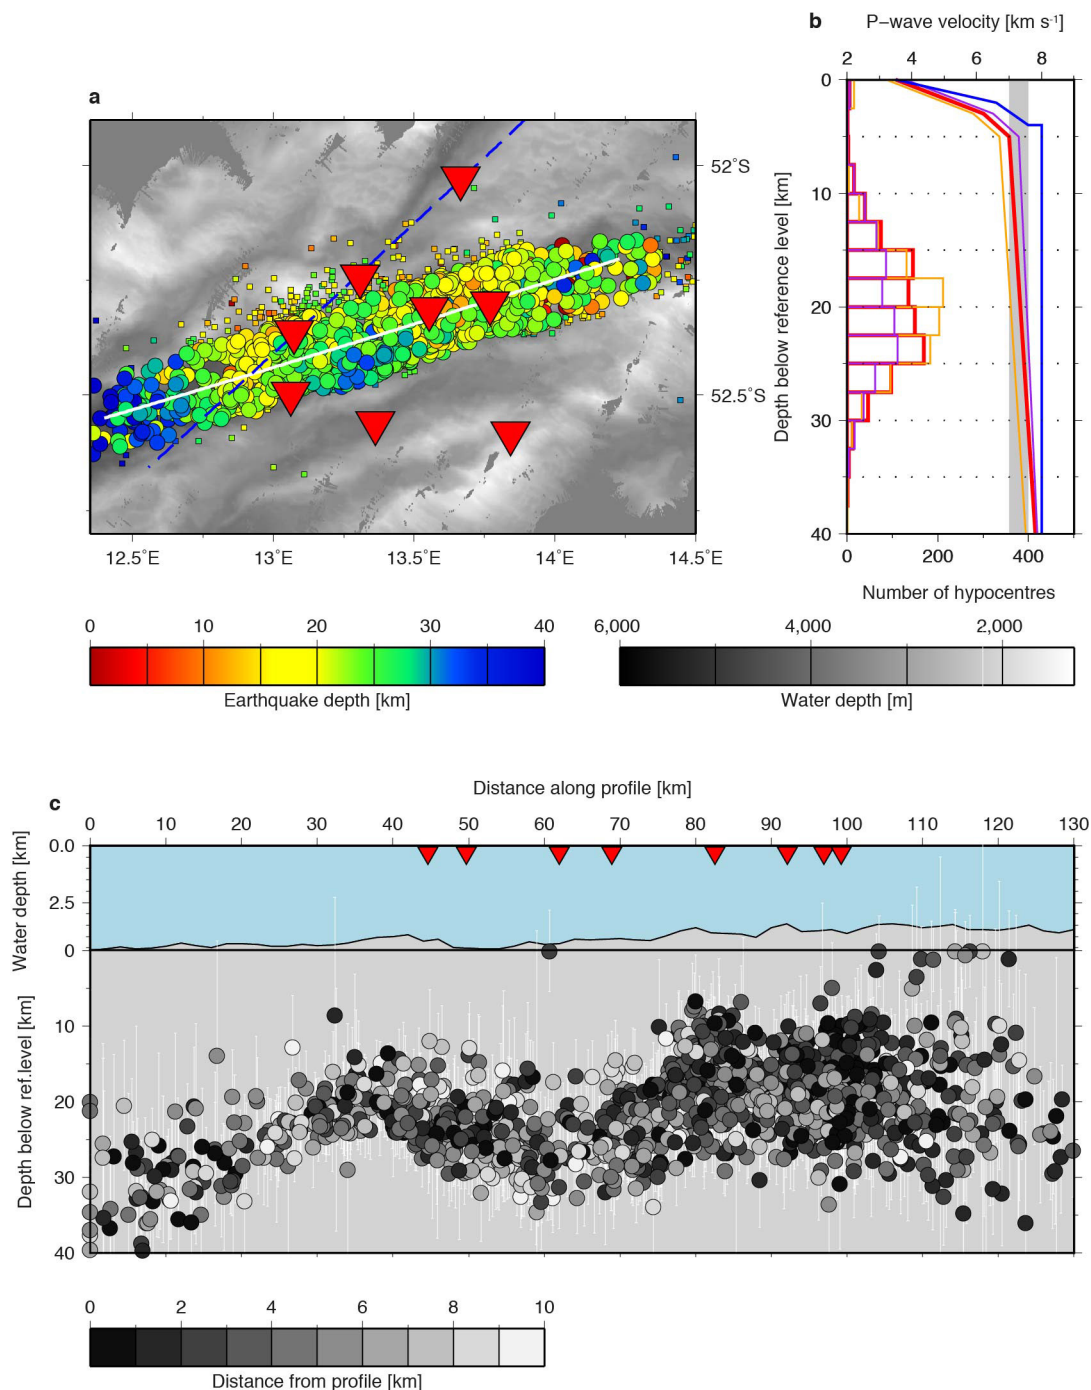 a
52°S
52.5°S
12.5°E 13.0°E 13.5°E 14°E 14.5°E
b
P−wave velocity [km s-1]
2 4 6 8
Depth below reference level [km]
0
10
20
30
40
0 200 400
Number of hypocentres
0 10 20 30 40
Earthquake depth [km]
6,000 4,000 2,000
Water depth [m]
c
Distance along profile [km]
0 10 20 30 40 50 60 70 80 90 100 110 120 130
Water depth [km]
0.0
2.5
0
Depth below ref.level [km]
10
20
30
40
0 2 4 6 8 10
Distance from profile [km]